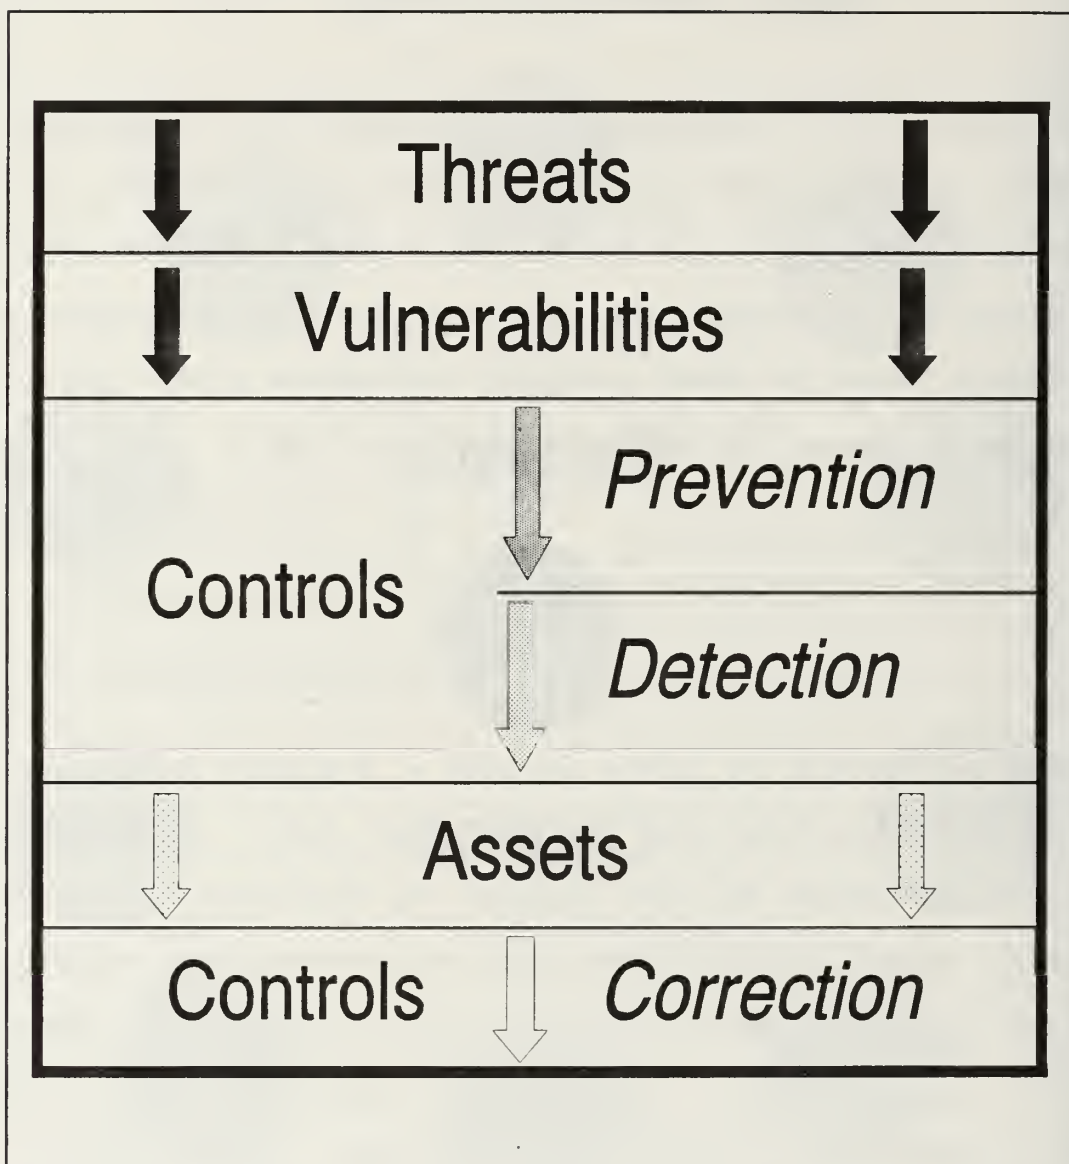 Threats
Vulnerabilities
Controls
Prevention
Detection
Assets
Controls Correction